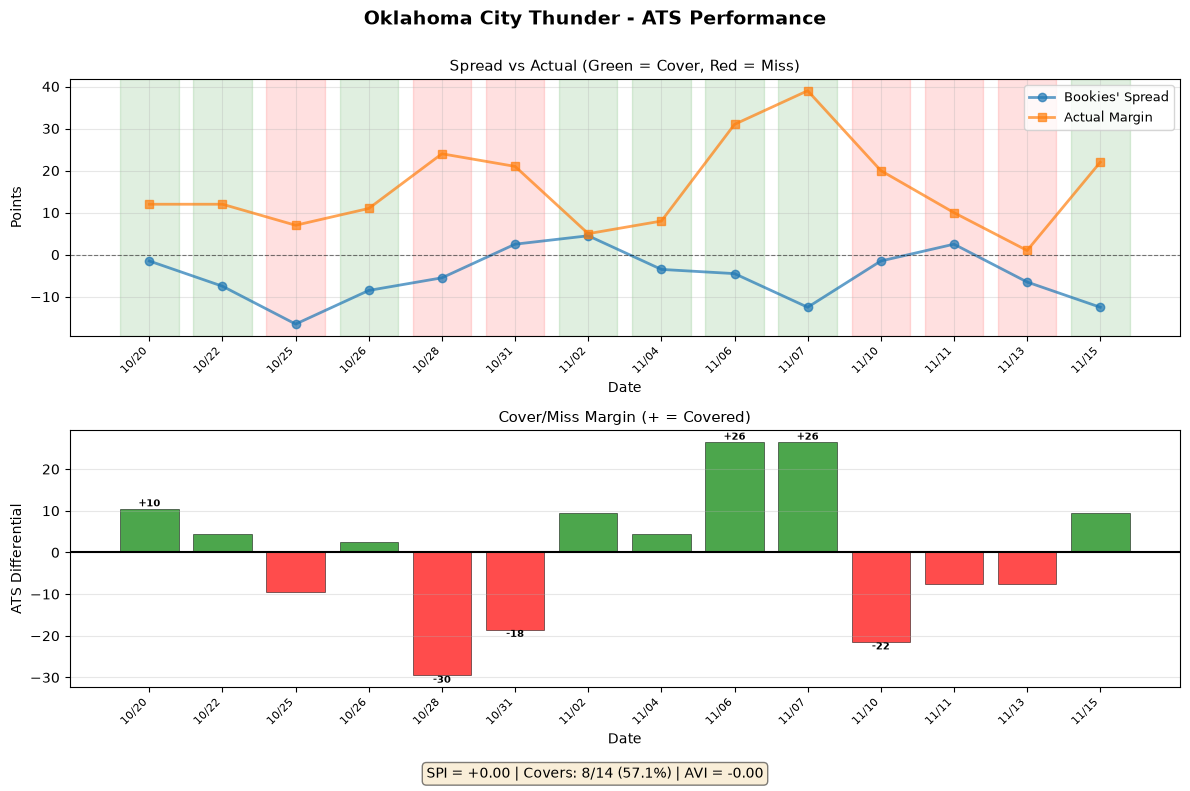 Oklahoma City Thunder - ATS Performance
Spread vs Actual (Green = Cover, Red = Miss)
Points
40
30
20
10
0
−10
Bookies' Spread
Actual Margin
10/20 10/22 10/25 10/26 10/28 10/31 11/02 11/04 11/06 11/07 11/10 11/11 11/13 11/15
Date
Cover/Miss Margin (+ = Covered)
ATS Differential
20
10
0
−10
−20
−30
+10 -30 -18 +26 +26 -22
10/20 10/22 10/25 10/26 10/28 10/31 11/02 11/04 11/06 11/07 11/10 11/11 11/13 11/15
Date
SPI = +0.00 | Covers: 8/14 (57.1%) | AVI = -0.00